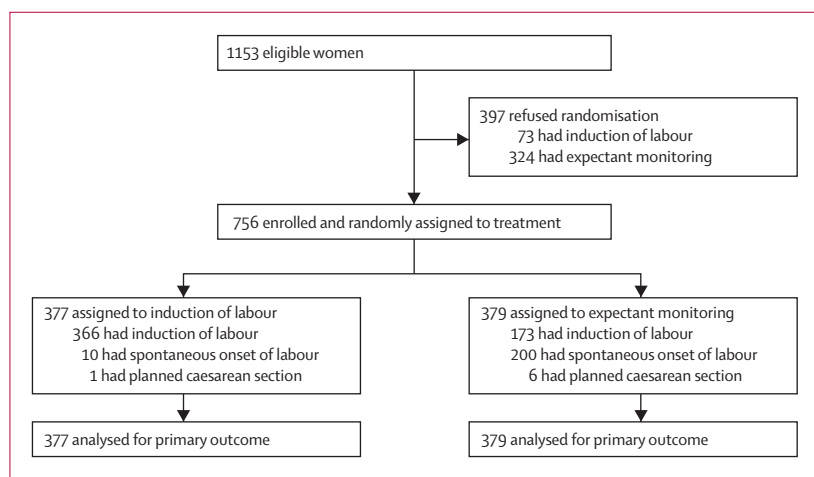 1153 eligible women
397 refused randomisation
73 had induction of labour
324 had expectant monitoring
756 enrolled and randomly assigned to treatment
377 assigned to induction of labour
366 had induction of labour
10 had spontaneous onset of labour
1 had planned caesarean section
379 assigned to expectant monitoring
173 had induction of labour
200 had spontaneous onset of labour
6 had planned caesarean section
377 analysed for primary outcome
379 analysed for primary outcome